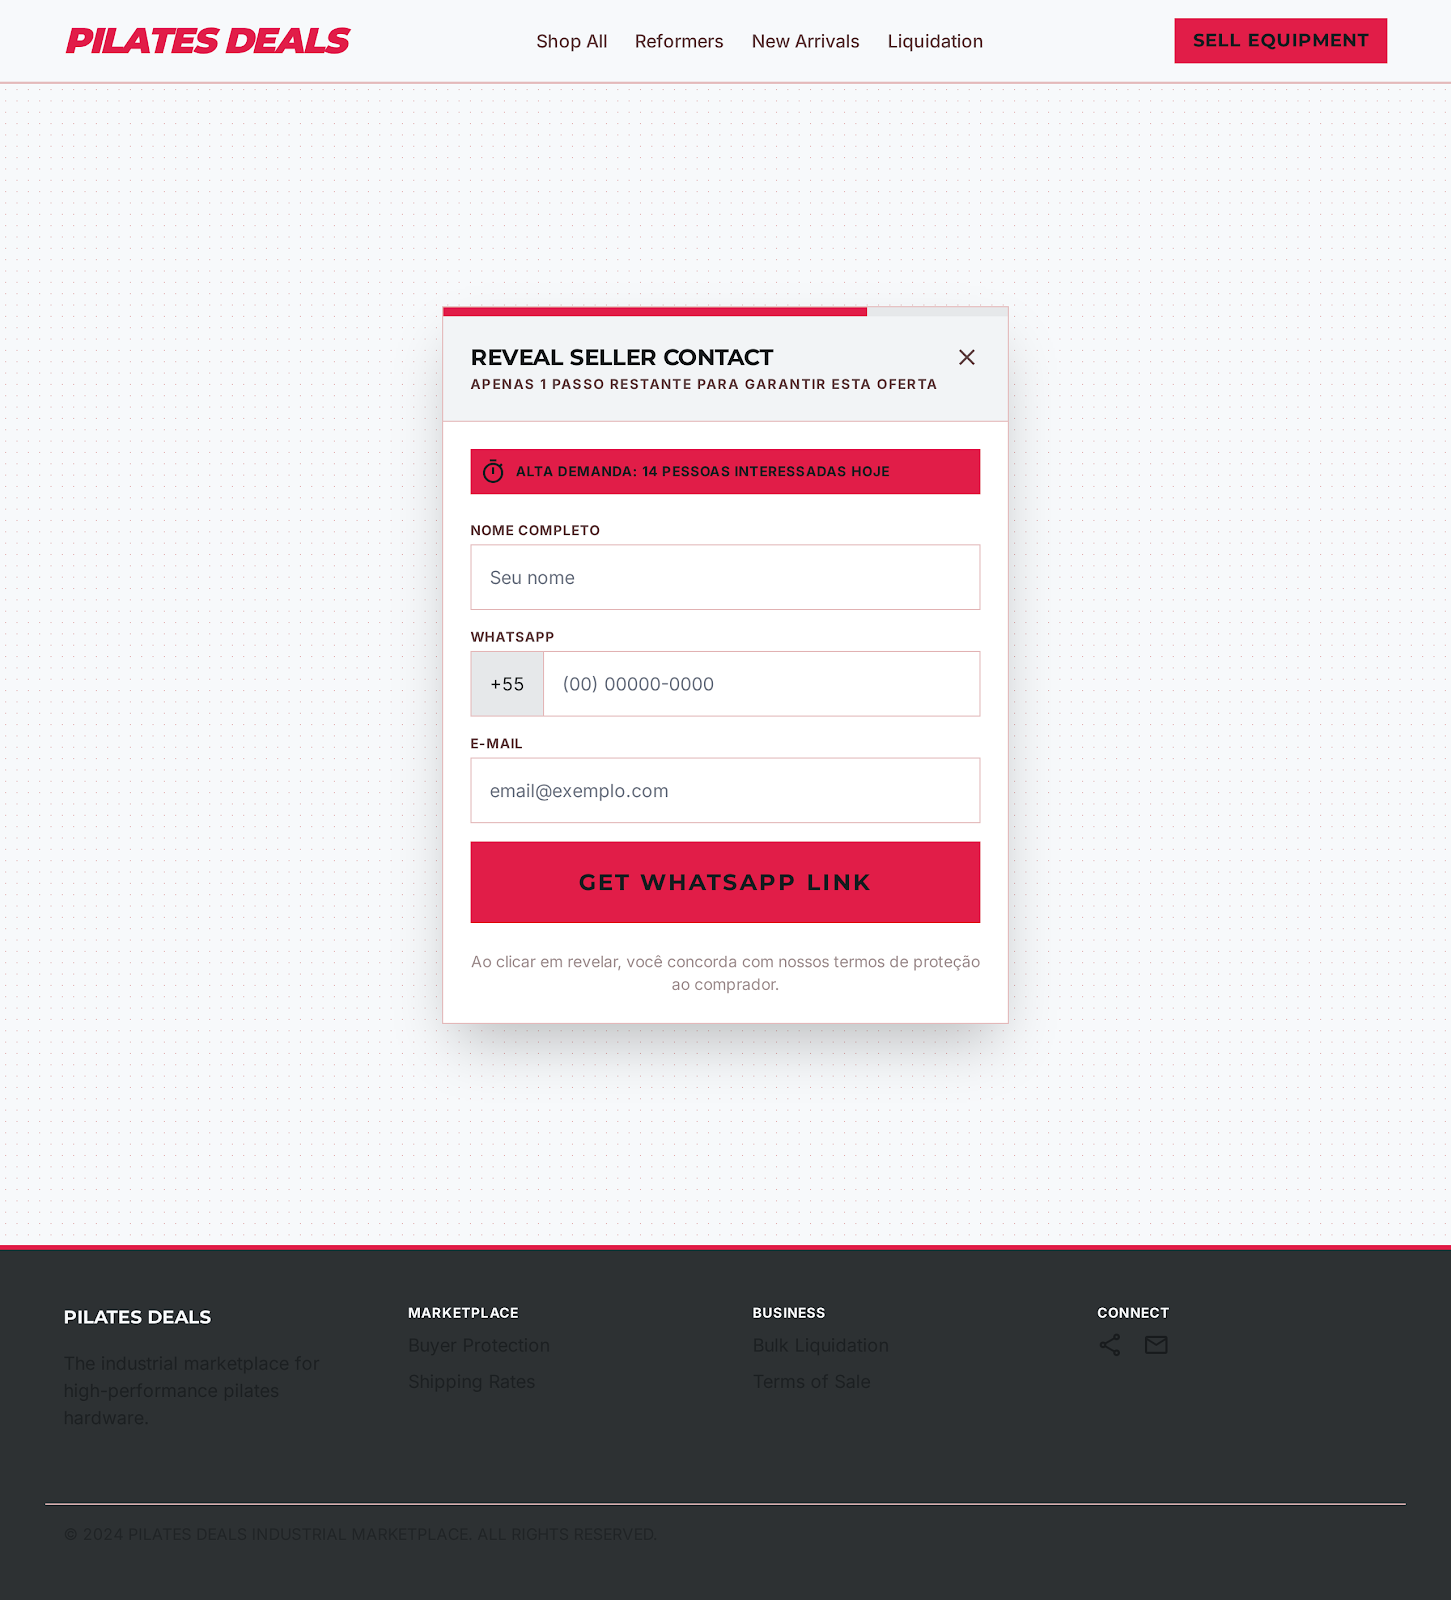 PILATES DEALS
Shop All
Reformers
New Arrivals
Liquidation
SELL EQUIPMENT
REVEAL SELLER CONTACT
APENAS 1 PASSO RESTANTE PARA GARANTIR ESTA OFERTA
ALTA DEMANDA: 14 PESSOAS INTERESSADAS HOJE
NOME COMPLETO
Seu nome
WHATSAPP
+55
(00) 00000-0000
E-MAIL
email@exemplo.com
GET WHATSAPP LINK
Ao clicar em revelar, você concorda com nossos termos de proteção
ao comprador.
PILATES DEALS
The industrial marketplace for
high-performance pilates
hardware.
MARKETPLACE
Buyer Protection
Shipping Rates
BUSINESS
Bulk Liquidation
Terms of Sale
CONNECT
© 2024 PILATES DEALS INDUSTRIAL MARKETPLACE. ALL RIGHTS RESERVED.